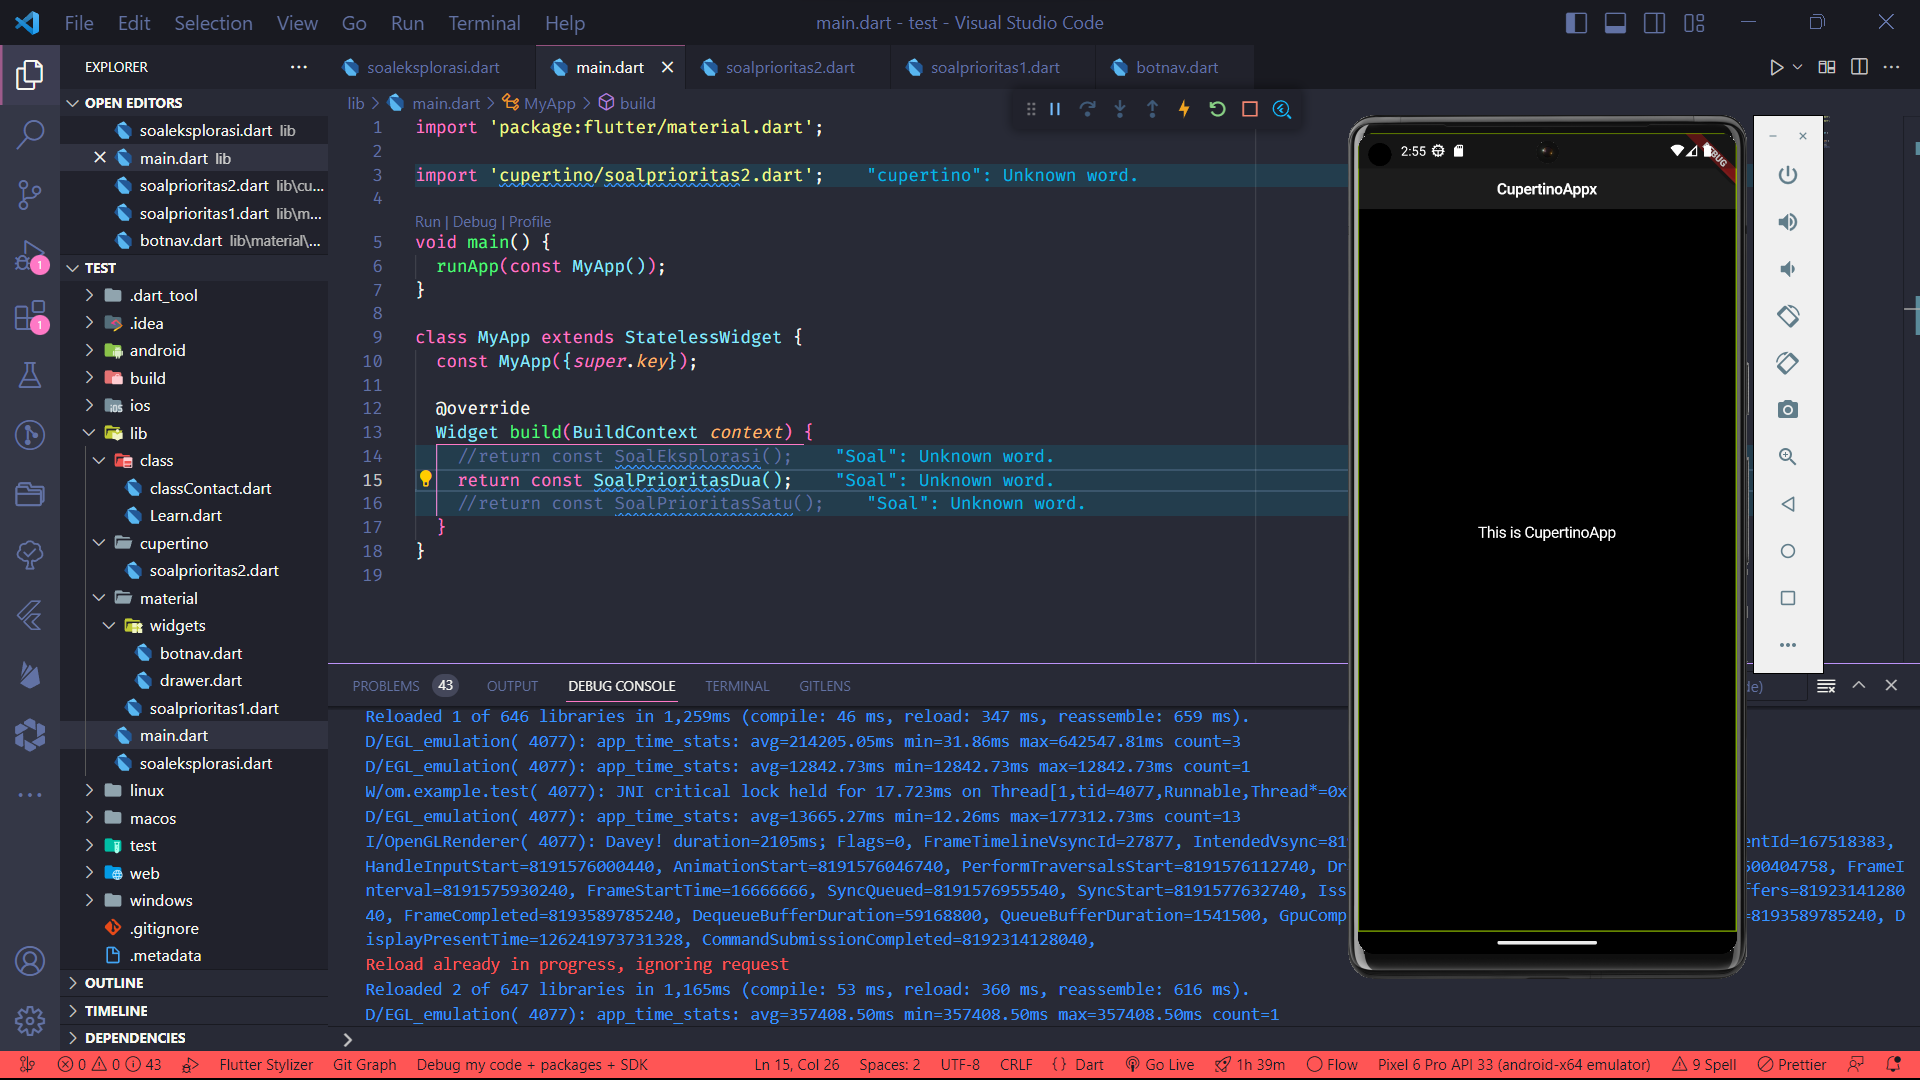 File Edit Selection View Go Run Terminal Help
main.dart - test - Visual Studio Code
EXPLORER
soaleksplorasi.dart
main.dart
soalprioritas2.dart
soalprioritas1.dart
botnav.dart
OPEN EDITORS
soaleksplorasi.dart lib
main.dart lib
soalprioritas2.dart lib\cu...
soalprioritas1.dart lib\m...
botnav.dart lib\material\...
TEST
.dart_tool
.idea
android
build
ios
lib
class
classContact.dart
Learn.dart
cupertino
soalprioritas2.dart
material
widgets
botnav.dart
drawer.dart
soalprioritas1.dart
main.dart
soaleksplorasi.dart
linux
macos
test
web
windows
.gitignore
.metadata
OUTLINE
TIMELINE
DEPENDENCIES
1
1
lib > main.dart > MyApp > build
1 import 'package:flutter/material.dart';
2
3 import 'cupertino/soalprioritas2.dart'; "cupertino": Unknown word.
4
Run | Debug | Profile
5 void main() {
6 runApp(const MyApp());
7 }
8
9 class MyApp extends StatelessWidget {
10 const MyApp({super.key});
11
12 @override
13 Widget build(BuildContext context) {
14 //return const SoalEksplorasi(); "Soal": Unknown word.
15 return const SoalPrioritasDua(); "Soal": Unknown word.
16 //return const SoalPrioritasSatu(); "Soal": Unknown word.
17 }
18 }
19
2:55
CupertinoAppx
This is CupertinoApp
PROBLEMS 43 OUTPUT DEBUG CONSOLE TERMINAL GITLENS
Reloaded 1 of 646 libraries in 1,259ms (compile: 46 ms, reload: 347 ms, reassemble: 659 ms).
D/EGL_emulation( 4077): app_time_stats: avg=214205.05ms min=31.86ms max=642547.81ms count=3
D/EGL_emulation( 4077): app_time_stats: avg=12842.73ms min=12842.73ms max=12842.73ms count=1
W/om.example.test( 4077): JNI critical lock held for 17.723ms on Thread[1,tid=4077,Runnable,Thread*=0x
D/EGL_emulation( 4077): app_time_stats: avg=13665.27ms min=12.26ms max=177312.73ms count=13
I/OpenGLRenderer( 4077): Davey! duration=2105ms; Flags=0, FrameTimelineVsyncId=27877, IntendedVsync=81 entId=167518383,
HandleInputStart=8191576000440, AnimationStart=8191576046740, PerformTraversalsStart=8191576112740, Dr 500404758, FrameI
nterval=8191575930240, FrameStartTime=16666666, SyncQueued=8191576955540, SyncStart=8191577632740, Iss ffers=81923141280
40, FrameCompleted=8193589785240, DequeueBufferDuration=59168800, QueueBufferDuration=1541500, GpuComp =8193589785240, D
isplayPresentTime=126241973731328, CommandSubmissionCompleted=8192314128040,
Reload already in progress, ignoring request
Reloaded 2 of 647 libraries in 1,165ms (compile: 53 ms, reload: 360 ms, reassemble: 616 ms).
D/EGL_emulation( 4077): app_time_stats: avg=357408.50ms min=357408.50ms max=357408.50ms count=1
0 0 43 Flutter Stylizer Git Graph Debug my code + packages + SDK Ln 15, Col 26 Spaces: 2 UTF-8 CRLF {} Dart Go Live 1h 39m Flow Pixel 6 Pro API 33 (android-x64 emulator) 9 Spell Prettier